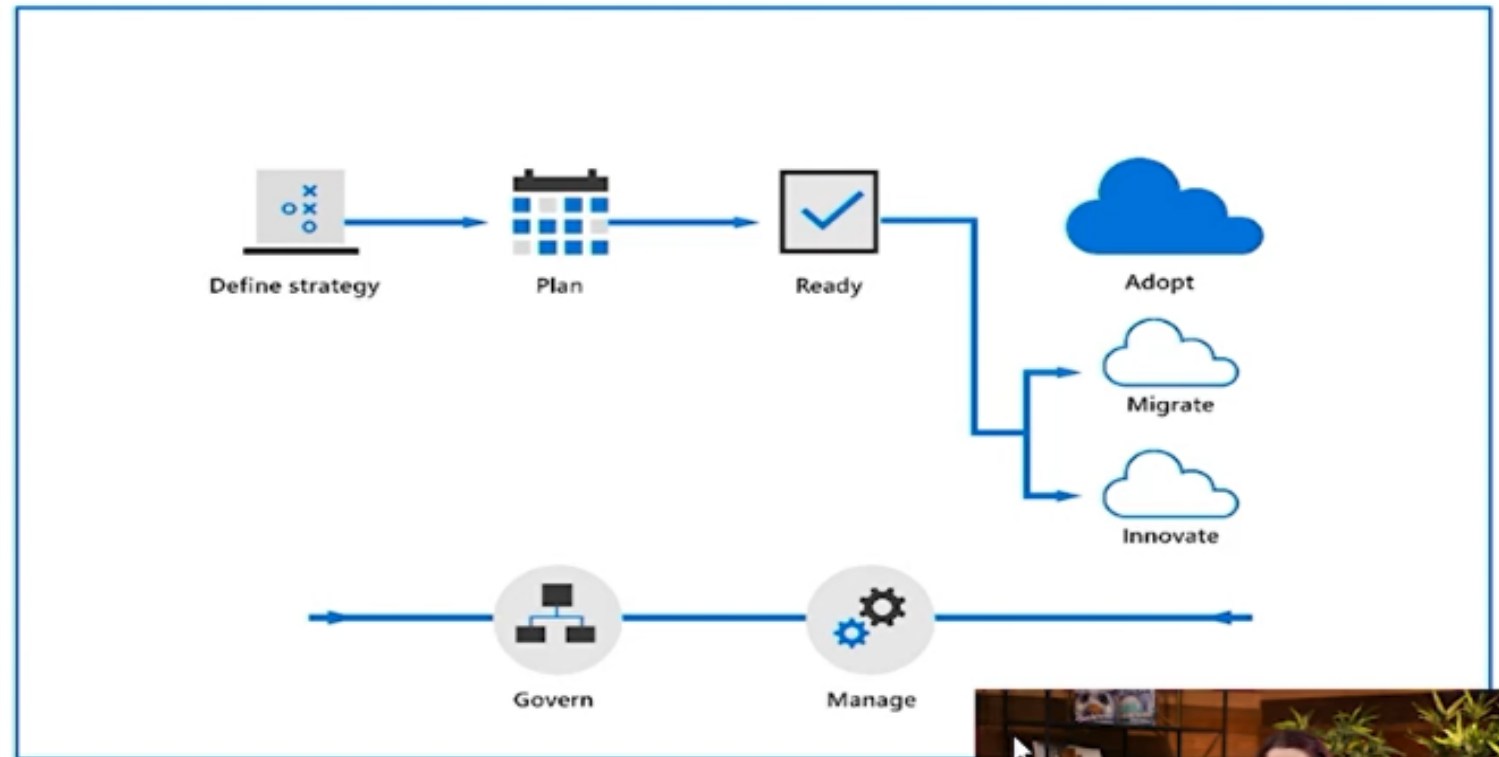 Define strategy
Plan
Ready
Adopt
Migrate
Innovate
Govern
Manage